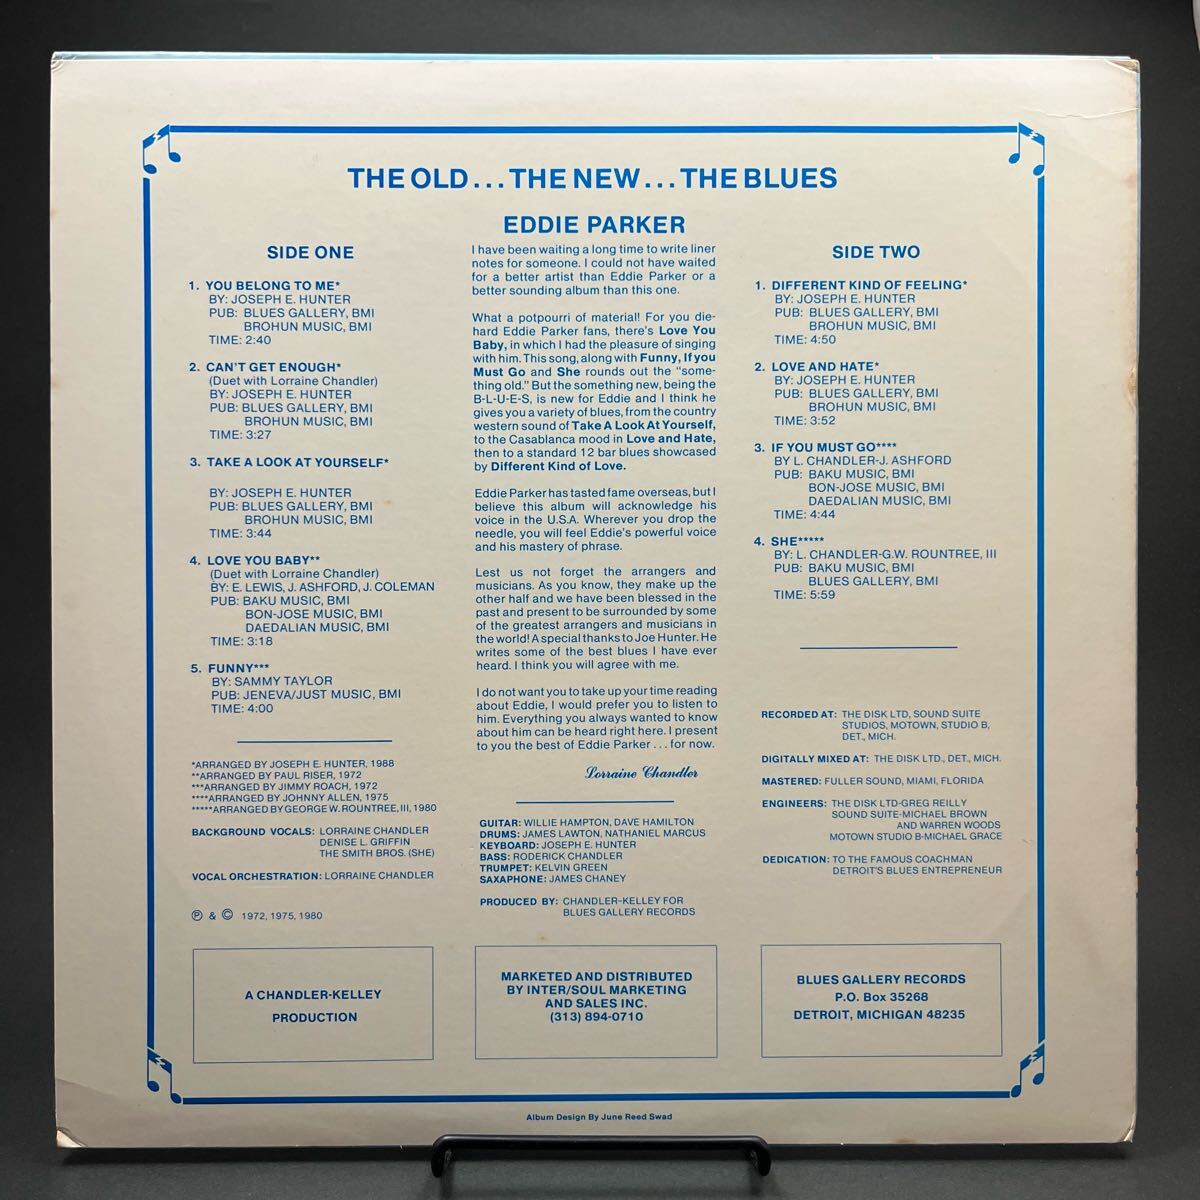 THE OLD...THE NEW...THE BLUES
EDDIE PARKER
SIDE ONE
1. YOU BELONG TO ME*
BY: JOSEPH E. HUNTER
PUB: BLUES GALLERY, BMI
BROHUN MUSIC, BMI
TIME: 2:40
2. CAN'T GET ENOUGH*
(Duet with Lorraine Chandler)
BY: JOSEPH E. HUNTER
PUB: BLUES GALLERY, BMI
BROHUN MUSIC, BMI
TIME: 3:27
3. TAKE A LOOK AT YOURSELF*
BY: JOSEPH E. HUNTER
PUB: BLUES GALLERY, BMI
BROHUN MUSIC, BMI
TIME: 3:44
4. LOVE YOU BABY**
(Duet with Lorraine Chandler)
BY: E. LEWIS, J. ASHFORD, J. COLEMAN
PUB: BAKU MUSIC, BMI
BON-JOSE MUSIC, BMI
DAEDALIAN MUSIC, BMI
TIME: 3:18
5. FUNNY***
BY: SAMMY TAYLOR
PUB: JENEVA/JUST MUSIC, BMI
TIME: 4:00
*ARRANGED BY JOSEPH E. HUNTER, 1988
**ARRANGED BY PAUL RISER, 1972
***ARRANGED BY JIMMY ROACH, 1972
****ARRANGED BY JOHNNY ALLEN, 1975
*****ARRANGED BY GEORGE W. ROUNTREE, III, 1980
BACKGROUND VOCALS: LORRAINE CHANDLER
DENISE L. GRIFFIN
THE SMITH BROS. (SHE)
VOCAL ORCHESTRATION: LORRAINE CHANDLER
℗ & © 1972, 1975, 1980
I have been waiting a long time to write liner
notes for someone. I could not have waited
for a better artist than Eddie Parker or a
better sounding album than this one.
What a potpourri of material! For you die-
hard Eddie Parker fans, there's Love You
Baby, in which I had the pleasure of singing
with him. This song, along with Funny, If you
Must Go and She rounds out the "some-
thing old." But the something new, being the
B-L-U-E-S, is new for Eddie and I think he
gives you a variety of blues, from the country
western sound of Take A Look At Yourself,
to the Casablanca mood in Love and Hate,
then to a standard 12 bar blues showcased
by Different Kind of Love.
Eddie Parker has tasted fame overseas, but I
believe this album will acknowledge his
voice in the U.S.A. Wherever you drop the
needle, you will feel Eddie's powerful voice
and his mastery of phrase.
Lest us not forget the arrangers and
musicians. As you know, they make up the
other half and we have been blessed in the
past and present to be surrounded by some
of the greatest arrangers and musicians in
the world! A special thanks to Joe Hunter. He
writes some of the best blues I have ever
heard. I think you will agree with me.
I do not want you to take up your time reading
about Eddie, I would prefer you to listen to
him. Everything you always wanted to know
about him can be heard right here. I present
to you the best of Eddie Parker...for now.
Lorraine Chandler
GUITAR: WILLIE HAMPTON, DAVE HAMILTON
DRUMS: JAMES LAWTON, NATHANIEL MARCUS
KEYBOARD: JOSEPH E. HUNTER
BASS: RODERICK CHANDLER
TRUMPET: KELVIN GREEN
SAXAPHONE: JAMES CHANEY
PRODUCED BY: CHANDLER-KELLEY FOR
BLUES GALLERY RECORDS
SIDE TWO
1. DIFFERENT KIND OF FEELING*
BY: JOSEPH E. HUNTER
PUB: BLUES GALLERY, BMI
BROHUN MUSIC, BMI
TIME: 4:50
2. LOVE AND HATE*
BY: JOSEPH E. HUNTER
PUB: BLUES GALLERY, BMI
BROHUN MUSIC, BMI
TIME: 3:52
3. IF YOU MUST GO****
BY L. CHANDLER-J. ASHFORD
PUB: BAKU MUSIC, BMI
BON-JOSE MUSIC, BMI
DAEDALIAN MUSIC, BMI
TIME: 4:44
4. SHE*****
BY: L. CHANDLER-G.W. ROUNTREE, III
PUB: BAKU MUSIC, BMI
BLUES GALLERY, BMI
TIME: 5:59
RECORDED AT: THE DISK LTD, SOUND SUITE
STUDIOS, MOTOWN, STUDIO B,
DET., MICH.
DIGITALLY MIXED AT: THE DISK LTD., DET., MICH.
MASTERED: FULLER SOUND, MIAMI, FLORIDA
ENGINEERS: THE DISK LTD-GREG REILLY
SOUND SUITE-MICHAEL BROWN
AND WARREN WOODS
MOTOWN STUDIO B-MICHAEL GRACE
DEDICATION: TO THE FAMOUS COACHMAN
DETROIT'S BLUES ENTREPRENEUR
A CHANDLER-KELLEY
PRODUCTION
MARKETED AND DISTRIBUTED
BY INTER/SOUL MARKETING
AND SALES INC.
(313) 894-0710
BLUES GALLERY RECORDS
P.O. Box 35268
DETROIT, MICHIGAN 48235
Album Design By June Reed Swad